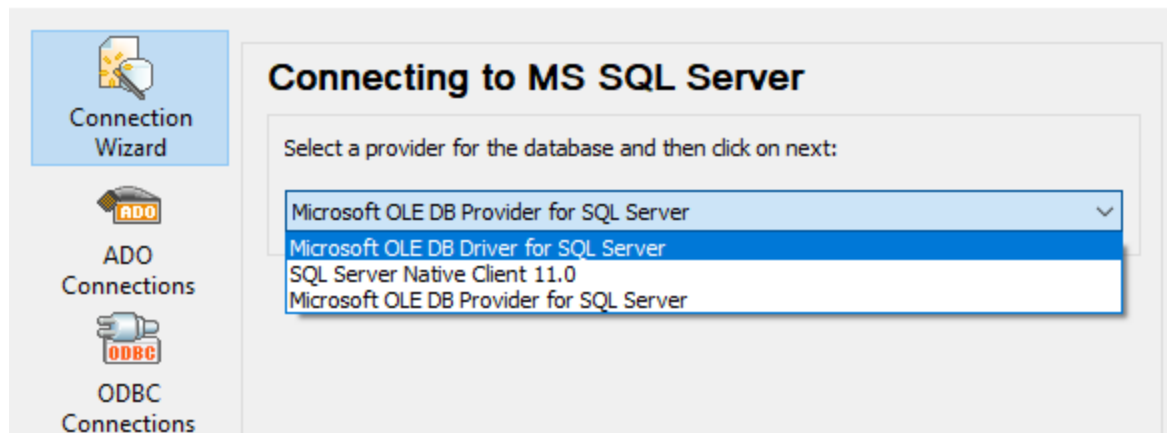 Connection
Wizard
ADO
ADO
Connections
ODBC
ODBC
Connections
Connecting to MS SQL Server
Select a provider for the database and then click on next:
Microsoft OLE DB Provider for SQL Server
Microsoft OLE DB Driver for SQL Server
SQL Server Native Client 11.0
Microsoft OLE DB Provider for SQL Server